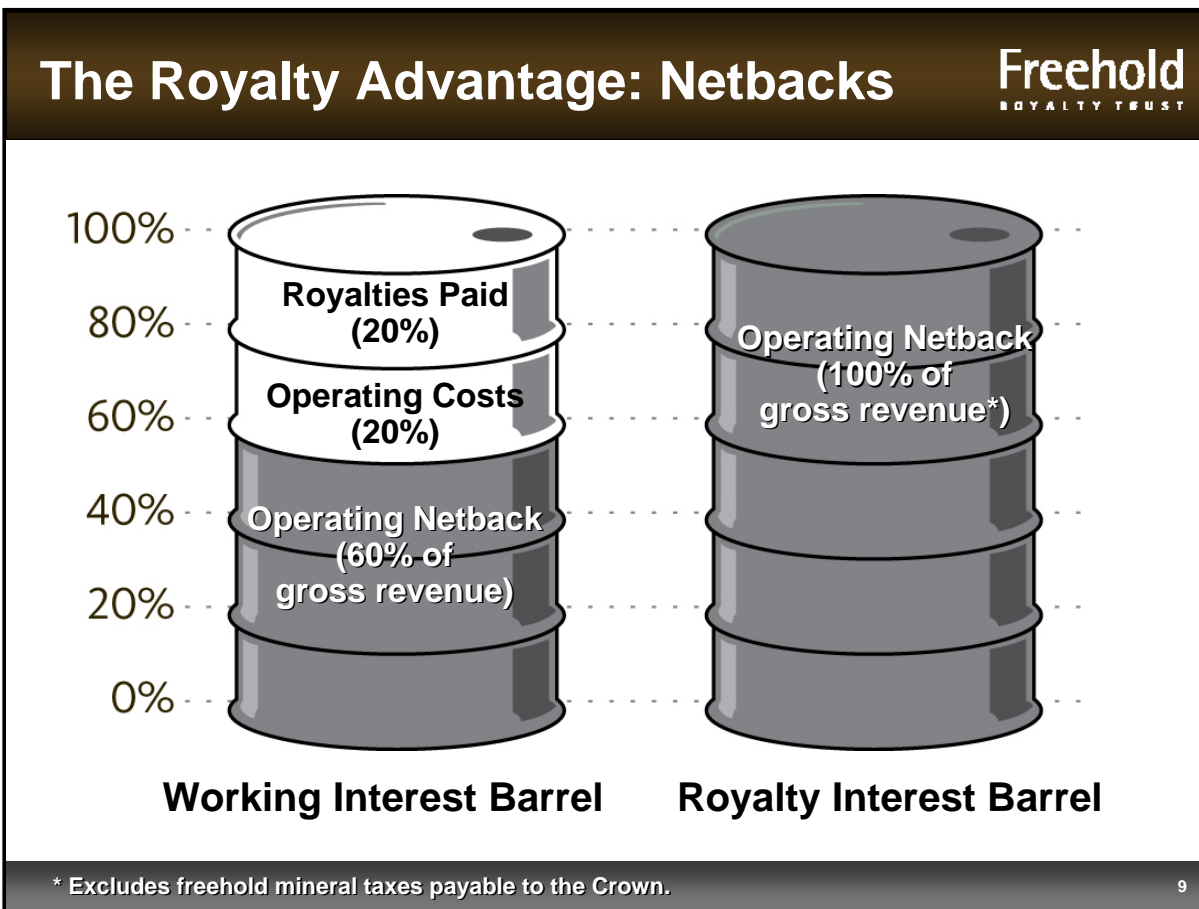 The Royalty Advantage: Netbacks
Freehold
ROYALTY TRUST
100%
80%
60%
40%
20%
0%
Royalties Paid
(20%)
Operating Costs
(20%)
Operating Netback
(60% of
gross revenue)
Operating Netback
(100% of
gross revenue*)
Working Interest Barrel
Royalty Interest Barrel
* Excludes freehold mineral taxes payable to the Crown.
9